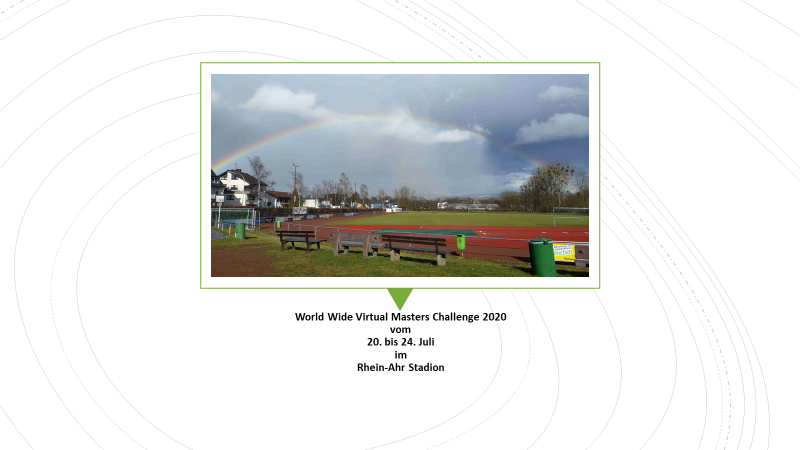 World Wide Virtual Masters Challenge 2020
vom
20. bis 24. Juli
im
Rhein-Ahr Stadion